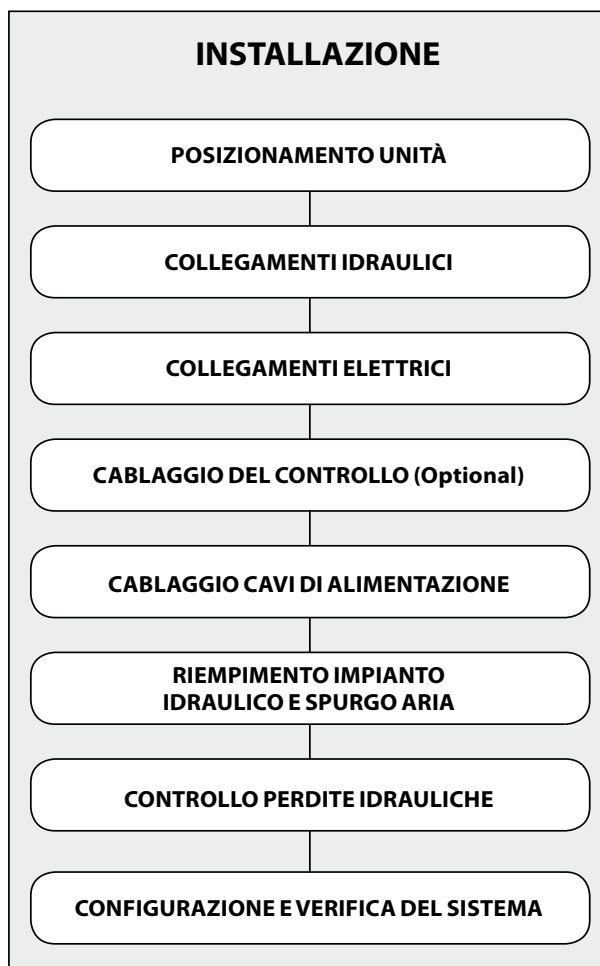 INSTALLAZIONE
POSIZIONAMENTO UNITÀ
COLLEGAMENTI IDRAULICI
COLLEGAMENTI ELETTRICI
CABLAGGIO DEL CONTROLLO (Optional)
CABLAGGIO CAVI DI ALIMENTAZIONE
RIEMPIMENTO IMPIANTO
IDRAULICO E SPURGO ARIA
CONTROLLO PERDITE IDRAULICHE
CONFIGURAZIONE E VERIFICA DEL SISTEMA